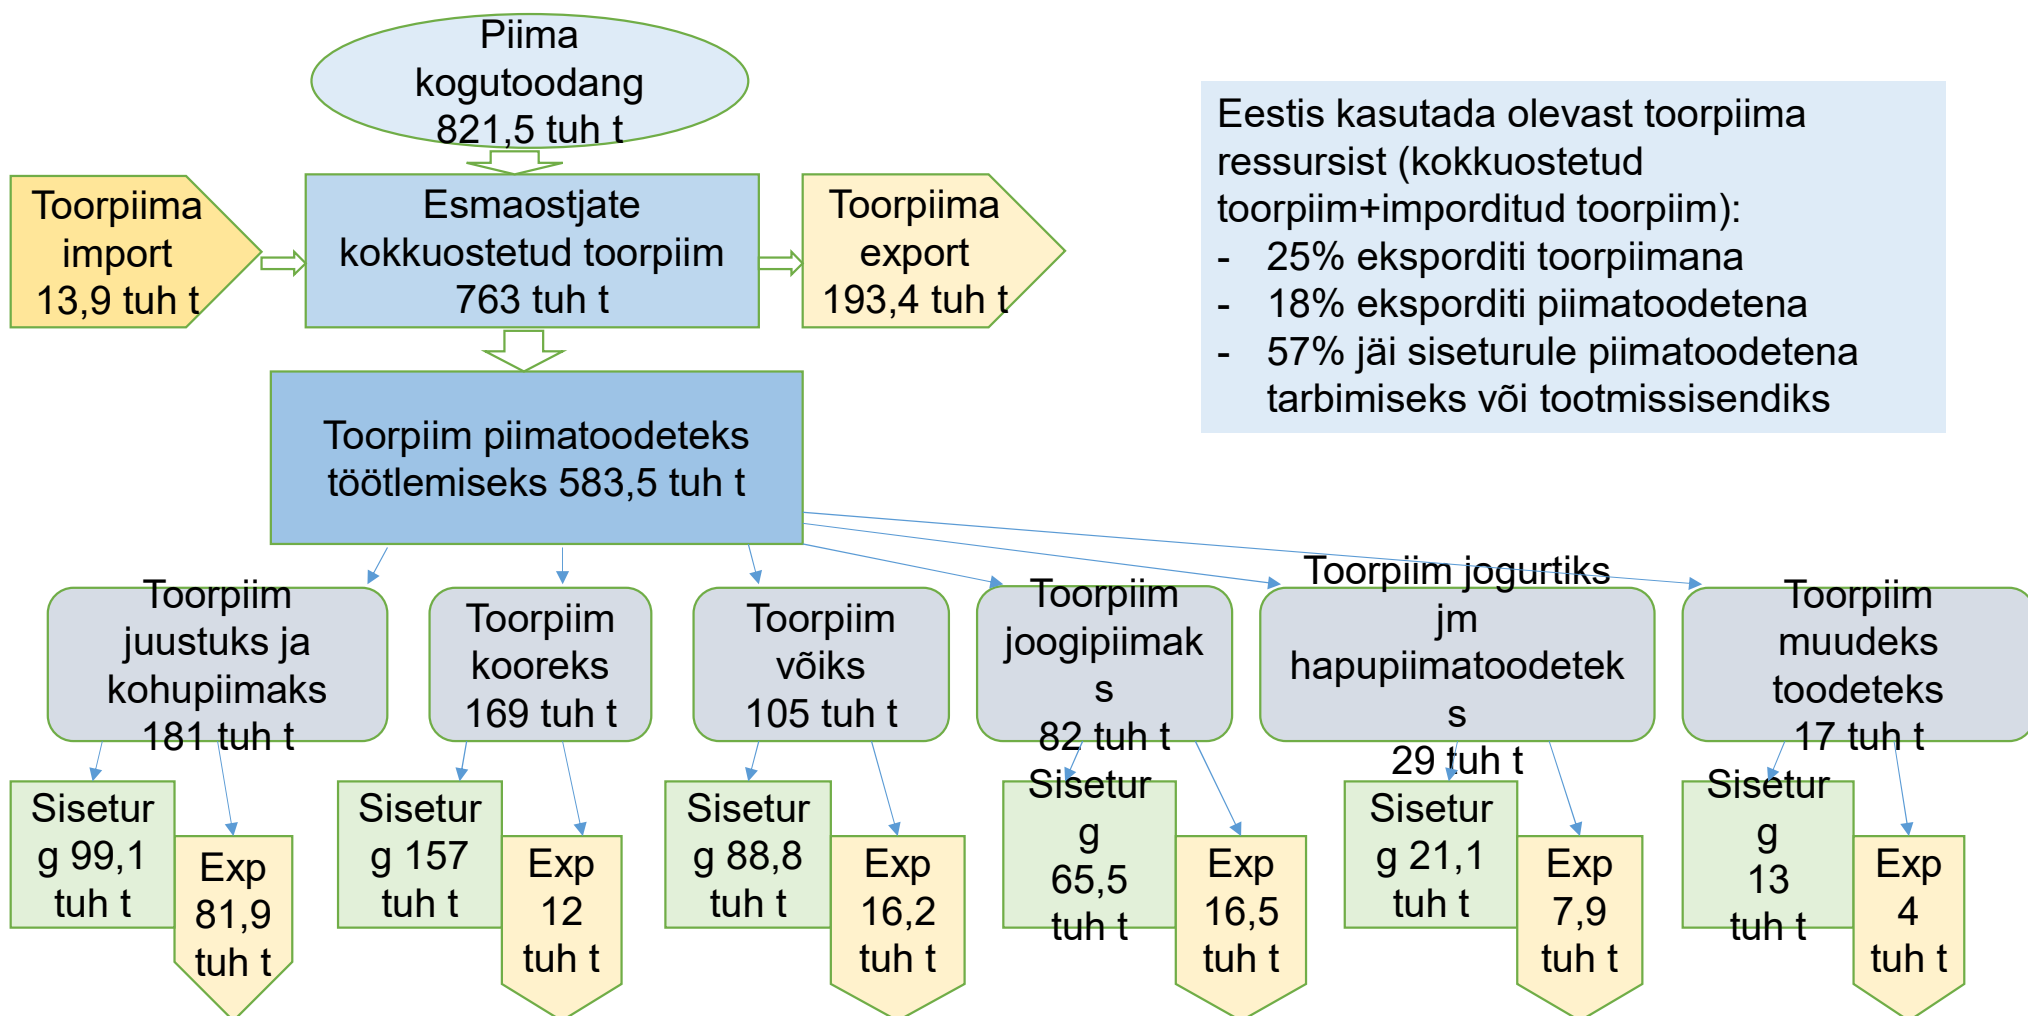 Piima
kogutoodang
821,5 tuh t
Toorpiima
import
13,9 tuh t
Esmaostjate
kokkuostetud toorpiim
763 tuh t
Toorpiima
export
193,4 tuh t
Eestis kasutada olevast toorpiima
ressursist (kokkuostetud
toorpiim+imporditud toorpiim):
- 25% eksporditi toorpiimana
- 18% eksporditi piimatoodetena
- 57% jäi siseturule piimatoodetena
tarbimiseks või tootmissisendiks
Toorpiim piimatoodeteks
töötlemiseks 583,5 tuh t
Toorpiim
juustuks ja
kohupiimaks
181 tuh t
Toorpiim
kooreks
169 tuh t
Toorpiim
võiks
105 tuh t
Toorpiim
joogipiimak
s
82 tuh t
Toorpiim jogurtiks
jm
hapupiimatoodetek
s
29 tuh t
Toorpiim
muudeks
toodeteks
17 tuh t
Sisetur
g 99,1
tuh t
Exp
81,9
tuh t
Sisetur
g 157
tuh t
Exp
12
tuh t
Sisetur
g 88,8
tuh t
Exp
16,2
tuh t
Sisetur
g
65,5
tuh t
Exp
16,5
tuh t
Sisetur
g 21,1
tuh t
Exp
7,9
tuh t
Sisetur
g
13
tuh t
Exp
4
tuh t